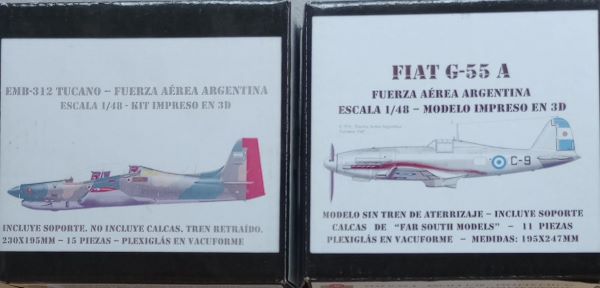 EMB-312 TUCANO – FUERZA AÉREA ARGENTINA
ESCALA 1/48 - KIT IMPRESO EN 3D
INCLUYE SOPORTE. NO INCLUYE CALCAS. TREN RETRAÍDO.
230X195MM – 15 PIEZAS – PLEXIGLÁS EN VACUFORME
FIAT G-55 A
FUERZA AÉREA ARGENTINA
ESCALA 1/48 – MODELO IMPRESO EN 3D
C-9
MODELO SIN TREN DE ATERRIZAJE – INCLUYE SOPORTE
CALCAS DE "FAR SOUTH MODELS" – 11 PIEZAS
PLEXIGLÁS EN VACUFORME – MEDIDAS: 195X247MM